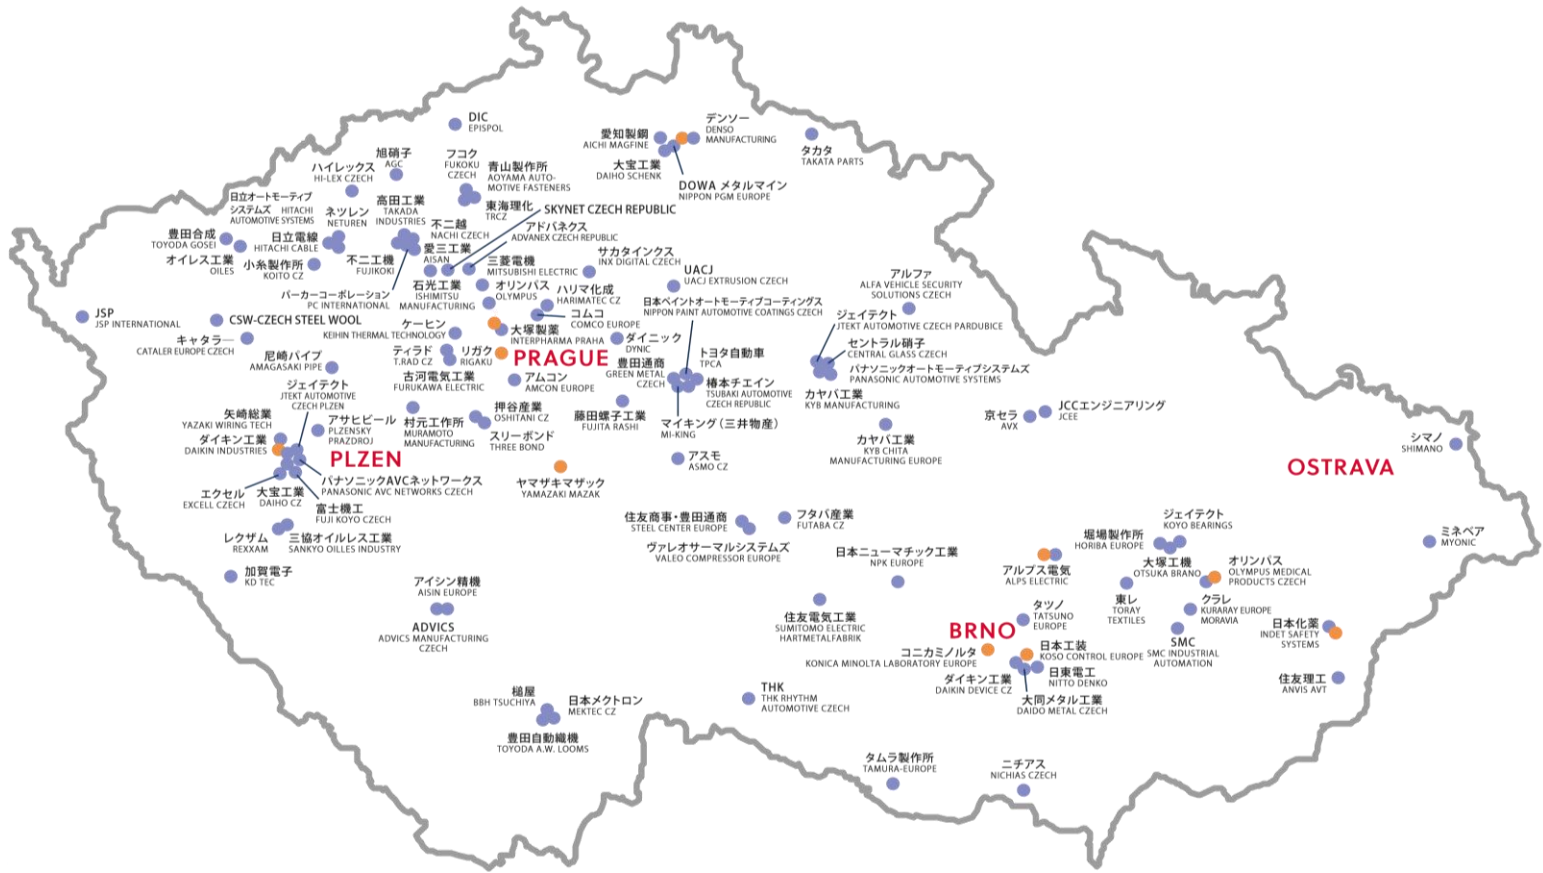 DIC
EPISPOL
愛知製鋼
AICHI MAGFINE
デンソー
DENSO
MANUFACTURING
大宝工業
DAIHO SCHENK
DOWA メタルマイン
NIPPON PGM EUROPE
タカタ
TAKATA PARTS
旭硝子
AGC
ハイレックス
HI-LEX CZECH
フコク
FUKOKU
CZECH
青山製作所
AOYAMA AUTO-
MOTIVE FASTENERS
東海理化
TRCZ
SKYNET CZECH REPUBLIC
日立オートモーティブ
システムズ HITACHI
AUTOMOTIVE SYSTEMS
ネツレン
NETUREN
高田工業
TAKADA
INDUSTRIES
不二越
NACHI CZECH
アドバネクス
ADVANEX CZECH REPUBLIC
豊田合成
TOYODA GOSEI
日立電線
HITACHI CABLE
愛三工業
AISAN
オイレス工業
OILES
小糸製作所
KOITO CZ
不二工機
FUJIKOKI
三菱電機
MITSUBISHI ELECTRIC
サカタインクス
INX DIGITAL CZECH
UACJ
UACJ EXTRUSION CZECH
アルファ
ALFA VEHICLE SECURITY
SOLUTIONS CZECH
石光工業
ISHIMITSU
MANUFACTURING
オリンパス
OLYMPUS
ハリマ化成
HARIMATEC CZ
パーカーコーポレーション
PC INTERNATIONAL
日本ペイントオートモーティブコーティングス
NIPPON PAINT AUTOMOTIVE COATINGS CZECH
JSP
JSP INTERNATIONAL
CSW-CZECH STEEL WOOL
コムコ
COMCO EUROPE
ジェイテクト
JTEKT AUTOMOTIVE CZECH PARDUBICE
ケーヒン
KEIHIN THERMAL TECHNOLOGY
大塚製薬
INTERPHARMA PRAHA
キャタラー
CATALER EUROPE CZECH
ダイニック
DYNIC
セントラル硝子
CENTRAL GLASS CZECH
尼崎パイプ
AMAGASAKI PIPE
ティラド
T.RAD CZ
リガク
RIGAKU
PRAGUE
豊田通商
GREEN METAL
CZECH
トヨタ自動車
TPCA
パナソニックオートモーティブシステムズ
PANASONIC AUTOMOTIVE SYSTEMS
ジェイテクト
JTEKT AUTOMOTIVE
CZECH PLZEN
古河電気工業
FURUKAWA ELECTRIC
アムコン
AMCON EUROPE
椿本チエイン
TSUBAKI AUTOMOTIVE
CZECH REPUBLIC
カヤバ工業
KYB MANUFACTURING
矢崎総業
YAZAKI WIRING TECH
アサヒビール
PLZENSKY
PRAZDROJ
村元工作所
MURAMOTO
MANUFACTURING
押谷産業
OSHITANI CZ
藤田螺子工業
FUJITA RASHI
マイキング（三井物産）
MI-KING
京セラ
AVX
JCCエンジニアリング
JCEE
ダイキン工業
DAIKIN INDUSTRIES
スリーボンド
THREE BOND
カヤバ工業
KYB CHITA
MANUFACTURING EUROPE
シマノ
SHIMANO
PLZEN
アスモ
ASMO CZ
OSTRAVA
パナソニックAVCネットワークス
PANASONIC AVC NETWORKS CZECH
ヤマザキマザック
YAMAZAKI MAZAK
エクセル
EXCELL CZECH
大宝工業
DAIHO CZ
富士機工
FUJI KOYO CZECH
住友商事・豊田通商
STEEL CENTER EUROPE
フタバ産業
FUTABA CZ
ジェイテクト
KOYO BEARINGS
レクザム
REXXAM
三協オイルレス工業
SANKYO OILLES INDUSTRY
ヴァレオサーマルシステムズ
VALEO COMPRESSOR EUROPE
堀場製作所
HORIBA EUROPE
ミネベア
MYONIC
日本ニューマチック工業
NPK EUROPE
加賀電子
KD TEC
アルプス電気
ALPS ELECTRIC
大塚工機
OTSUKA BRANO
オリンパス
OLYMPUS MEDICAL
PRODUCTS CZECH
アイシン精機
AISIN EUROPE
住友電気工業
SUMITOMO ELECTRIC
HARTMETALFABRIK
タツノ
TATSUNO
EUROPE
東レ
TORAY
TEXTILES
クラレ
KURARAY EUROPE
MORAVIA
ADVICS
ADVICS MANUFACTURING
CZECH
BRNO
日本化薬
INDET SAFETY
SYSTEMS
コニカミノルタ
KONICA MINOLTA LABORATORY EUROPE
日本工装
KOSO CONTROL EUROPE
SMC
SMC INDUSTRIAL
AUTOMATION
ダイキン工業
DAIKIN DEVICE CZ
日東電工
NITTO DENKO
住友理工
ANVIS AVT
槌屋
BBH TSUCHIYA
日本メクトロン
MEKTEC CZ
THK
THK RHYTHM
AUTOMOTIVE CZECH
大同メタル工業
DAIDO METAL CZECH
豊田自動織機
TOYODA A.W. LOOMS
タムラ製作所
TAMURA-EUROPE
ニチアス
NICHIAS CZECH